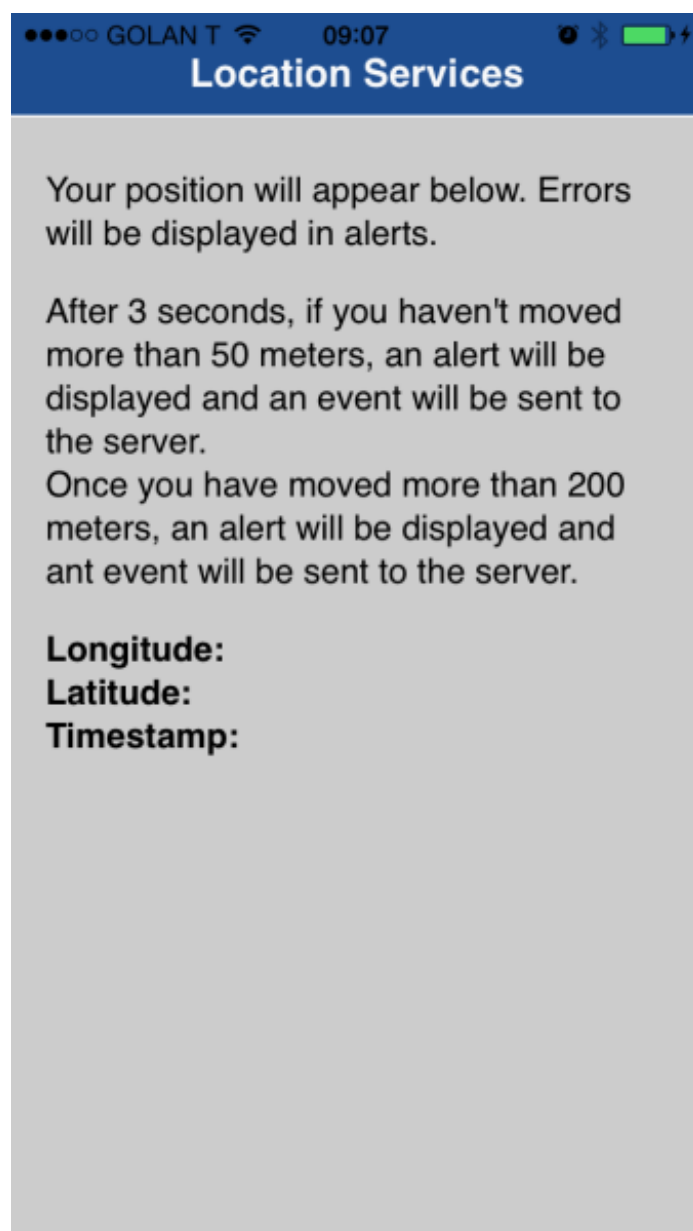 GOLAN T 09:07
Location Services
Your position will appear below. Errors
will be displayed in alerts.
After 3 seconds, if you haven't moved
more than 50 meters, an alert will be
displayed and an event will be sent to
the server.
Once you have moved more than 200
meters, an alert will be displayed and
ant event will be sent to the server.
Longitude:
Latitude:
Timestamp: